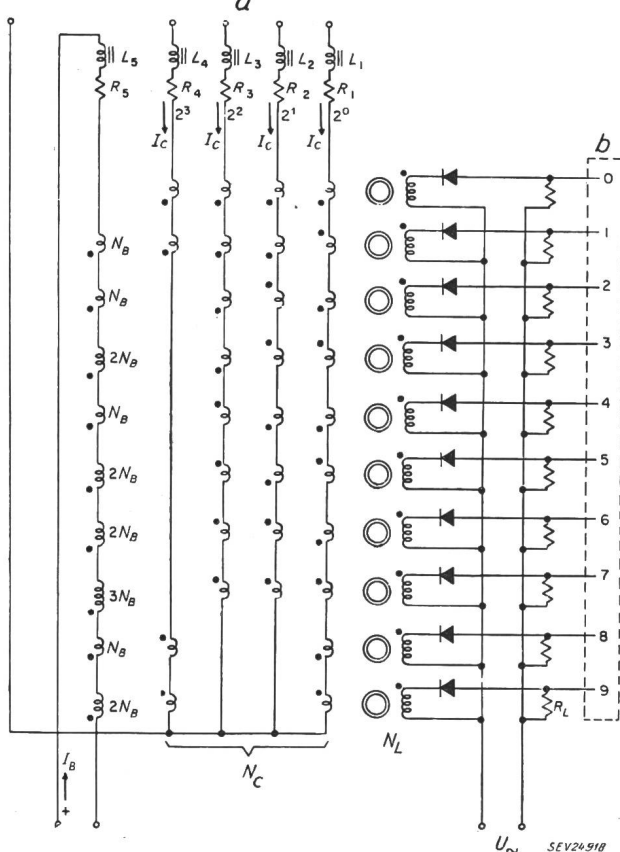 a
L5 L4 L3 L2 L1
R5 R4 R3 R2 R1
2³ 2² 2¹ 2⁰
IC IC IC IC
b
0
1
NB
2
NB
3
2NB
4
NB
5
2NB
6
2NB
7
3NB
8
NB
9
2NB
RL
NL
NC
IB
+
SEV24918